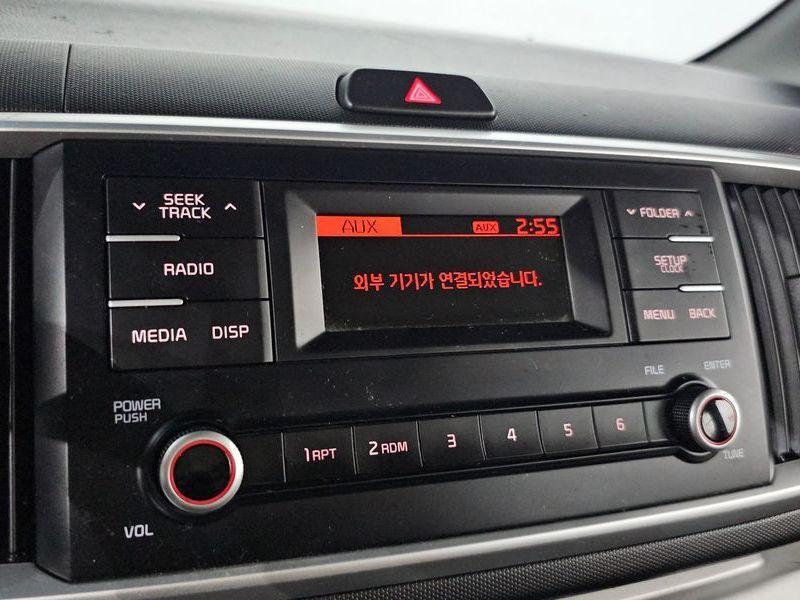 SEEK
TRACK
RADIO
MEDIA DISP
AUX AUX 2:55
외부 기기가 연결되었습니다.
FOLDER
SETUP
CLOCK
MENU BACK
POWER
PUSH
VOL
1 RPT 2 RDM 3 4 5 6
FILE
ENTER
TUNE